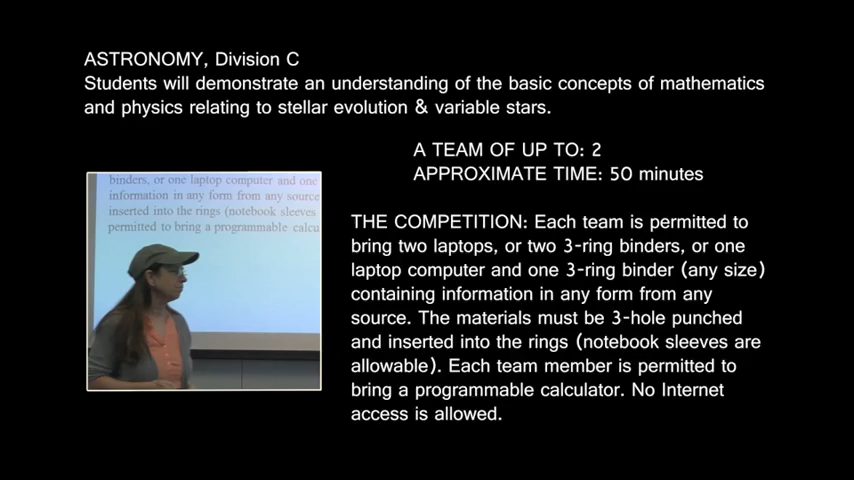 ASTRONOMY, Division C
Students will demonstrate an understanding of the basic concepts of mathematics
and physics relating to stellar evolution & variable stars.
A TEAM OF UP TO: 2
APPROXIMATE TIME: 50 minutes
binders, or one laptop computer and one
information in any form from any source
inserted into the rings (notebook sleeves
permitted to bring a programmable calcu
THE COMPETITION: Each team is permitted to
bring two laptops, or two 3-ring binders, or one
laptop computer and one 3-ring binder (any size)
containing information in any form from any
source. The materials must be 3-hole punched
and inserted into the rings (notebook sleeves are
allowable). Each team member is permitted to
bring a programmable calculator. No Internet
access is allowed.